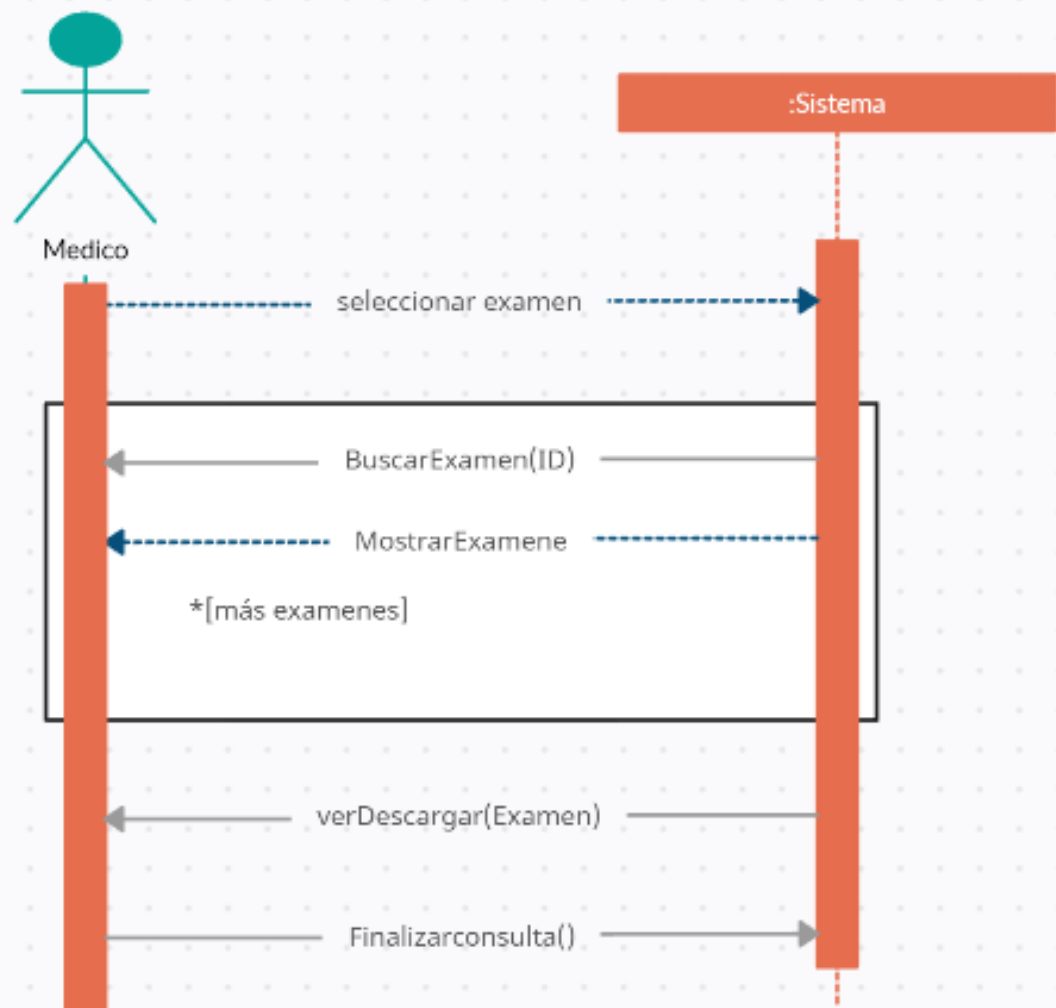 :Sistema
Medico
seleccionar examen
BuscarExamen(ID)
MostrarExamene
*[más examenes]
verDescargar(Examen)
Finalizarconsulta()